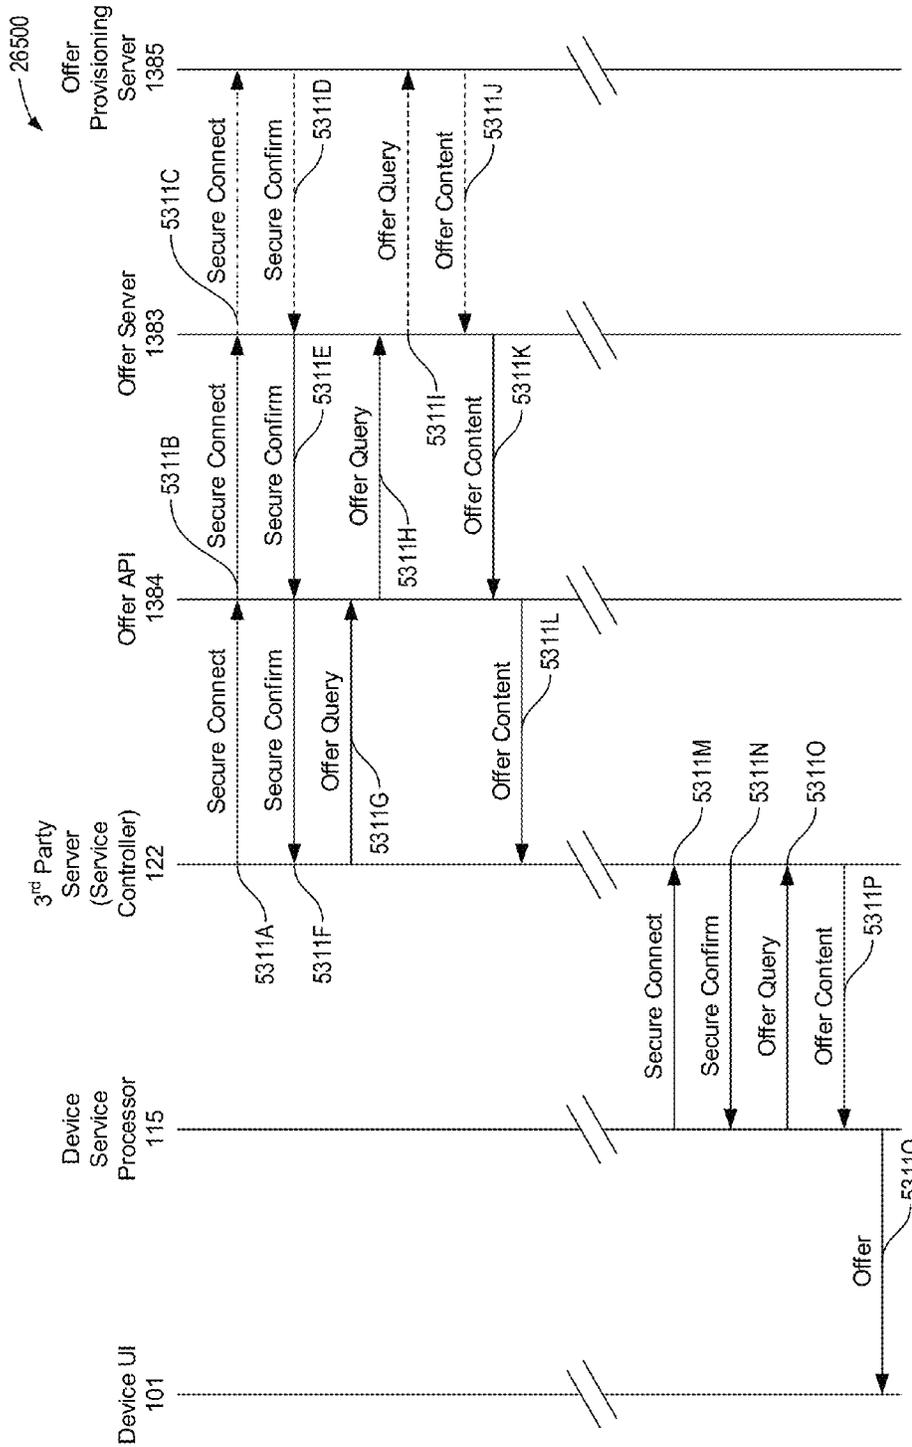 26500
Device UI
101
Device
Service
Processor
115
3rd Party
Server
(Service
Controller)
122
Offer API
1384
Offer Server
1383
Offer
Provisioning
Server
1385
5311A
Secure Connect
5311B
Secure Connect
5311C
Secure Connect
Secure Confirm
5311D
Secure Confirm
5311E
Secure Confirm
5311F
Offer Query
5311G
Offer Query
5311H
Offer Query
5311I
Offer Content
5311J
Offer Content
5311K
Offer Content
5311L
Secure Connect
5311M
Secure Confirm
5311N
Offer Query
5311O
Offer Content
5311P
Offer
5311Q